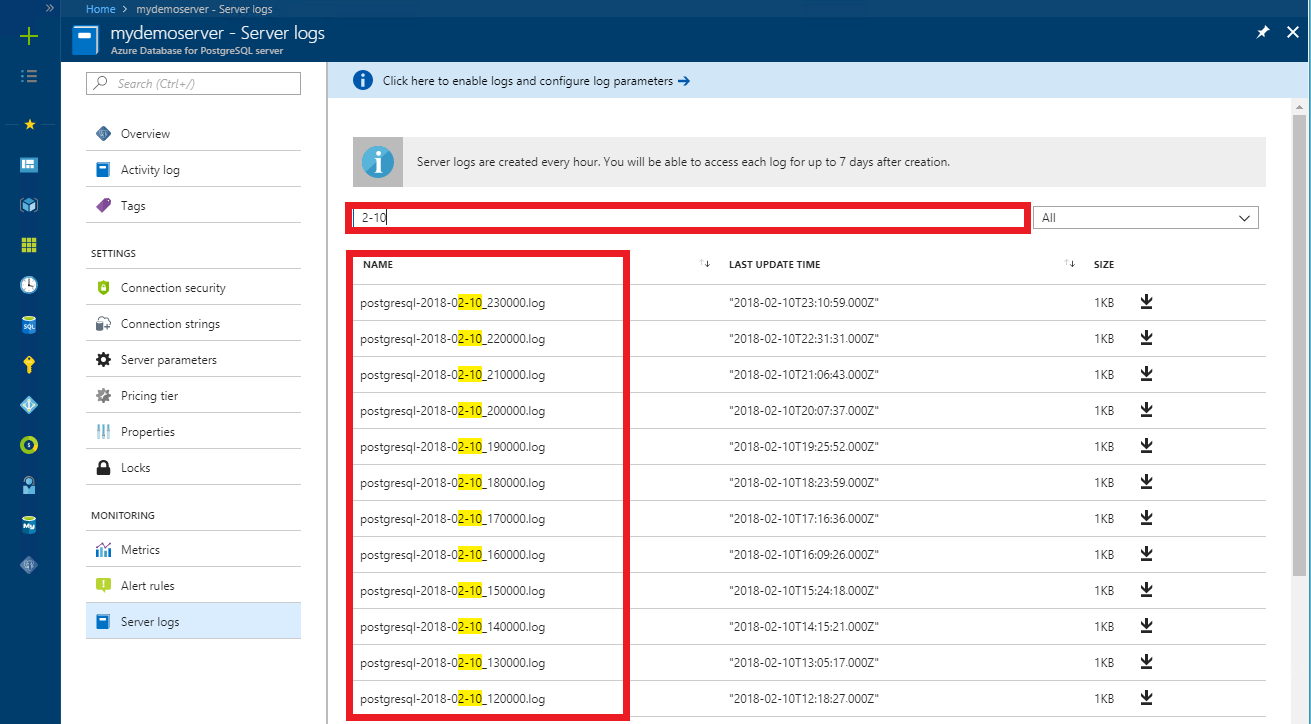 Home > mydemoserver - Server logs
mydemoserver - Server logs
Azure Database for PostgreSQL server
Search (Ctrl+/)
Overview
Activity log
Tags
SETTINGS
Connection security
Connection strings
Server parameters
Pricing tier
Properties
Locks
MONITORING
Metrics
Alert rules
Server logs
Click here to enable logs and configure log parameters →
Server logs are created every hour. You will be able to access each log for up to 7 days after creation.
2-10 All
NAME LAST UPDATE TIME SIZE
postgresql-2018-02-10_230000.log "2018-02-10T23:10:59.000Z" 1KB
postgresql-2018-02-10_220000.log "2018-02-10T22:31:31.000Z" 1KB
postgresql-2018-02-10_210000.log "2018-02-10T21:06:43.000Z" 1KB
postgresql-2018-02-10_200000.log "2018-02-10T20:07:37.000Z" 1KB
postgresql-2018-02-10_190000.log "2018-02-10T19:25:52.000Z" 1KB
postgresql-2018-02-10_180000.log "2018-02-10T18:23:59.000Z" 1KB
postgresql-2018-02-10_170000.log "2018-02-10T17:16:36.000Z" 1KB
postgresql-2018-02-10_160000.log "2018-02-10T16:09:26.000Z" 1KB
postgresql-2018-02-10_150000.log "2018-02-10T15:24:18.000Z" 1KB
postgresql-2018-02-10_140000.log "2018-02-10T14:15:21.000Z" 1KB
postgresql-2018-02-10_130000.log "2018-02-10T13:05:17.000Z" 1KB
postgresql-2018-02-10_120000.log "2018-02-10T12:18:27.000Z" 1KB
SQL
My